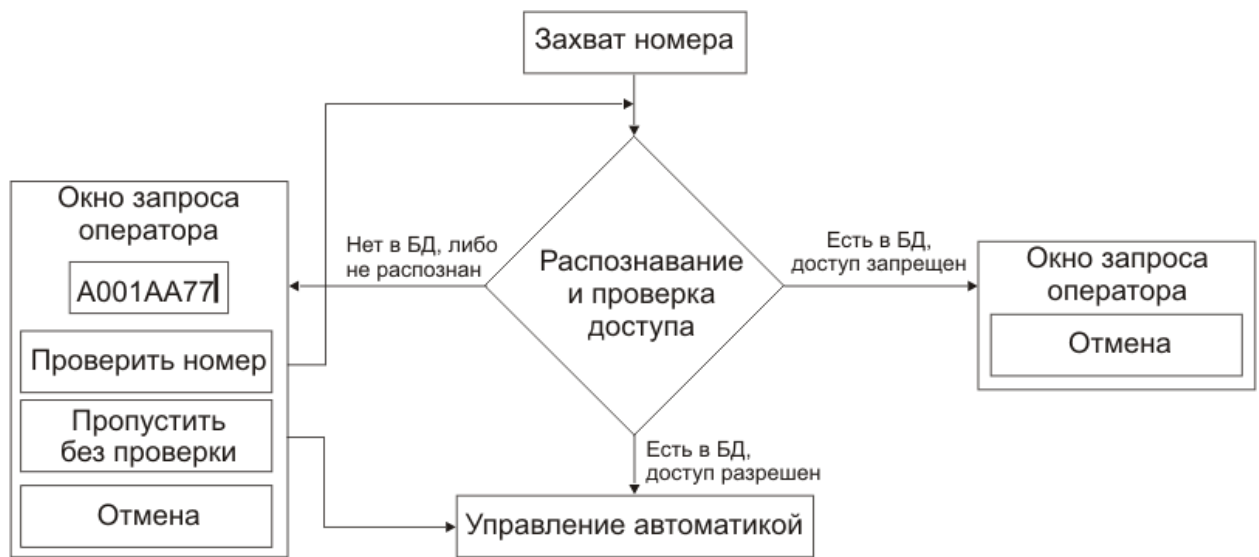 Захват номера
Окно запроса
оператора
А001АА77
Проверить номер
Пропустить
без проверки
Отмена
Нет в БД, либо
не распознан
Распознавание
и проверка
доступа
Есть в БД,
доступ запрещен
Окно запроса
оператора
Отмена
Есть в БД,
доступ разрешен
Управление автоматикой